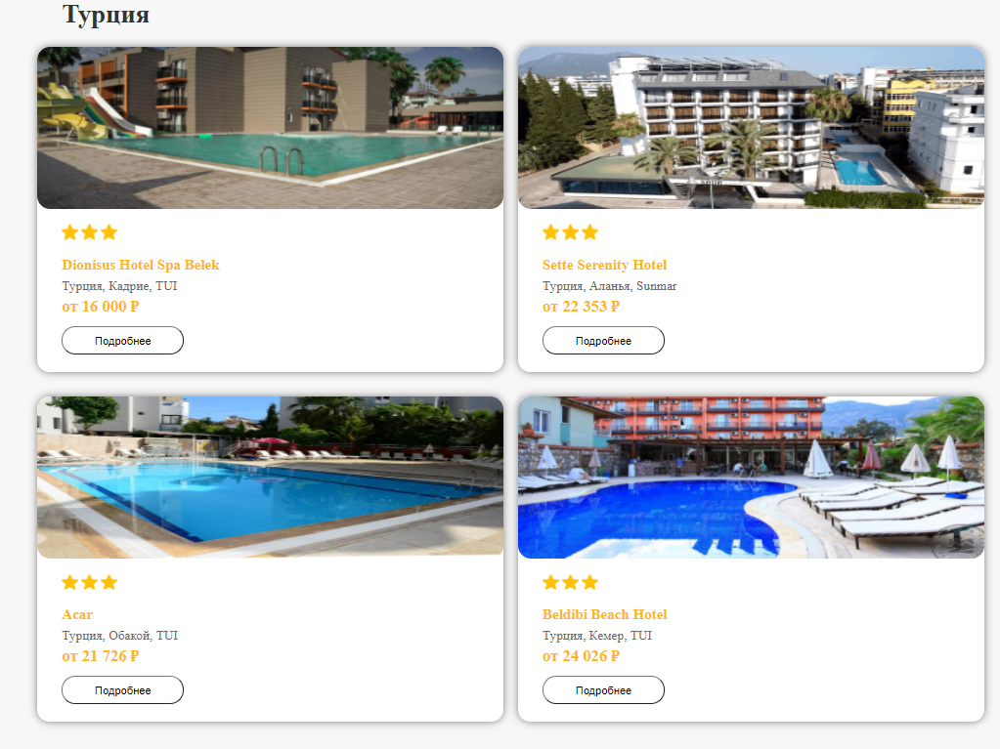 Турция
Dionisus Hotel Spa Belek
Турция, Кадрие, TUI
от 16 000 ₽
Подробнее
Sette Serenity Hotel
Турция, Аланья, Sunmar
от 22 353 ₽
Подробнее
Acar
Турция, Обакой, TUI
от 21 726 ₽
Подробнее
Beldibi Beach Hotel
Турция, Кемер, TUI
от 24 026 ₽
Подробнее